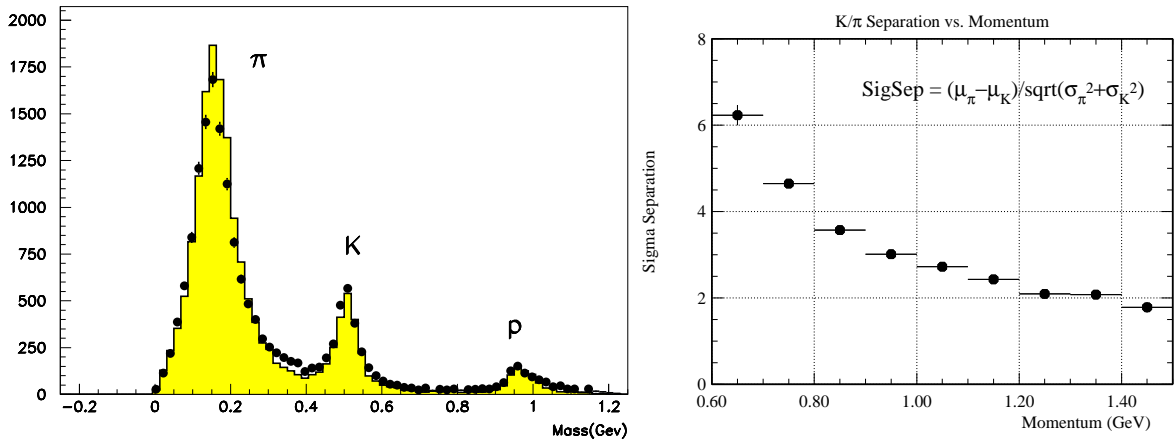 2000
1750
1500
1250
1000
750
500
250
0
π
K
p
−0.2 0 0.2 0.4 0.6 0.8 1 1.2
Mass(Gev)
K/π Separation vs. Momentum
SigSep = (μπ−μK)/sqrt(σπ²+σK²)
Sigma Separation
8
6
4
2
0
0.60 0.80 1.00 1.20 1.40
Momentum (GeV)